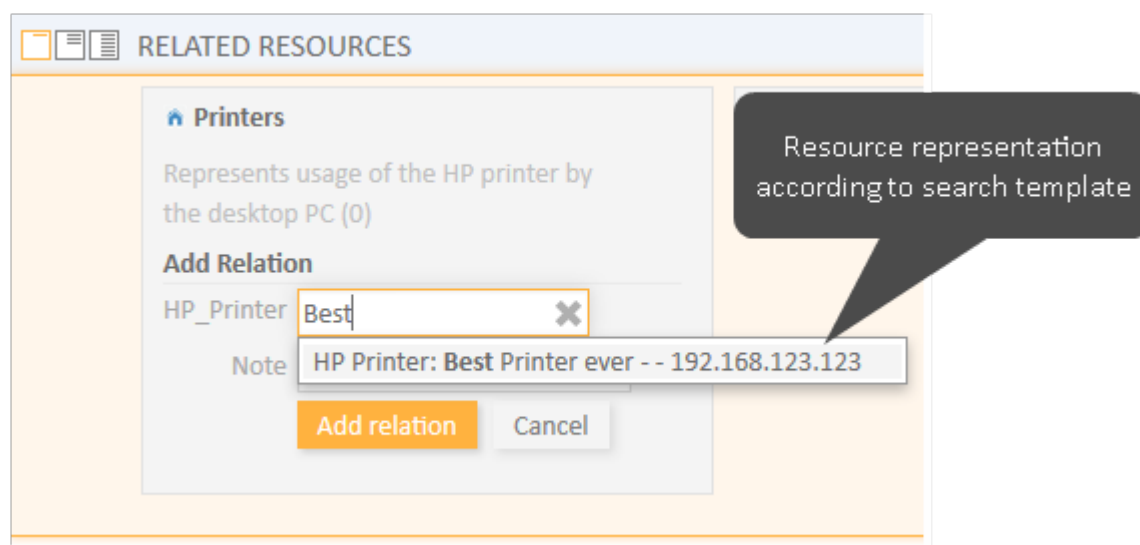 RELATED RESOURCES
Printers
Represents usage of the HP printer by
the desktop PC (0)
Add Relation
HP_Printer Best
HP Printer: Best Printer ever - - 192.168.123.123
Note
Add relation Cancel
Resource representation
according to search template